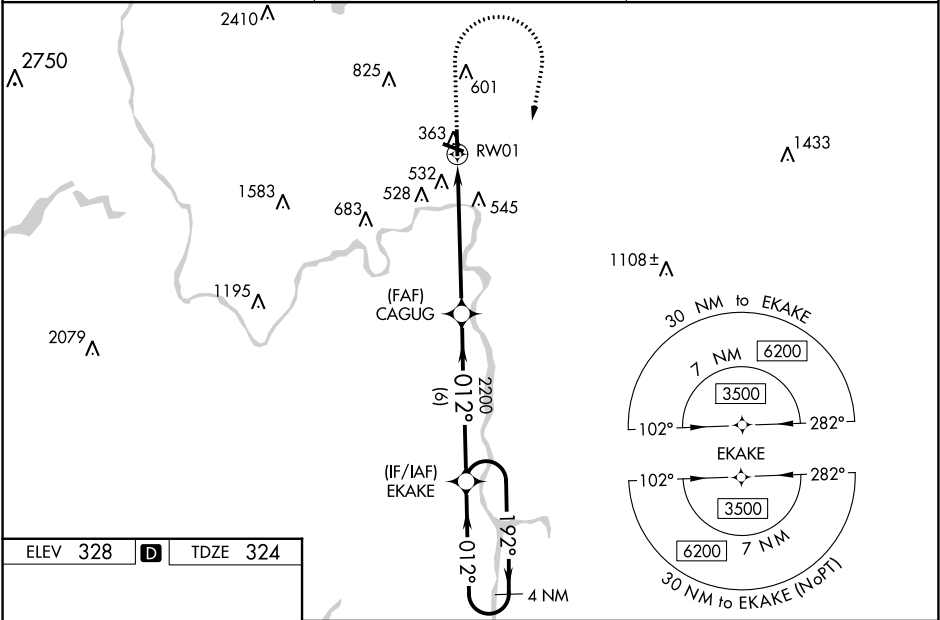 2410
2750
825
601
363
RW01
1433
532
528
545
1583
683
1108 ±
(FAF)
CAGUG
1195
2079
2200
012°
(6)
(IF/IAF)
EKAKE
192°
012°
4 NM
30 NM to EKAKE
6200
7 NM
3500
102°
282°
EKAKE
102°
282°
3500
7 NM
6200
30 NM to EKAKE (NoPT)
ELEV 328 D TDZE 324